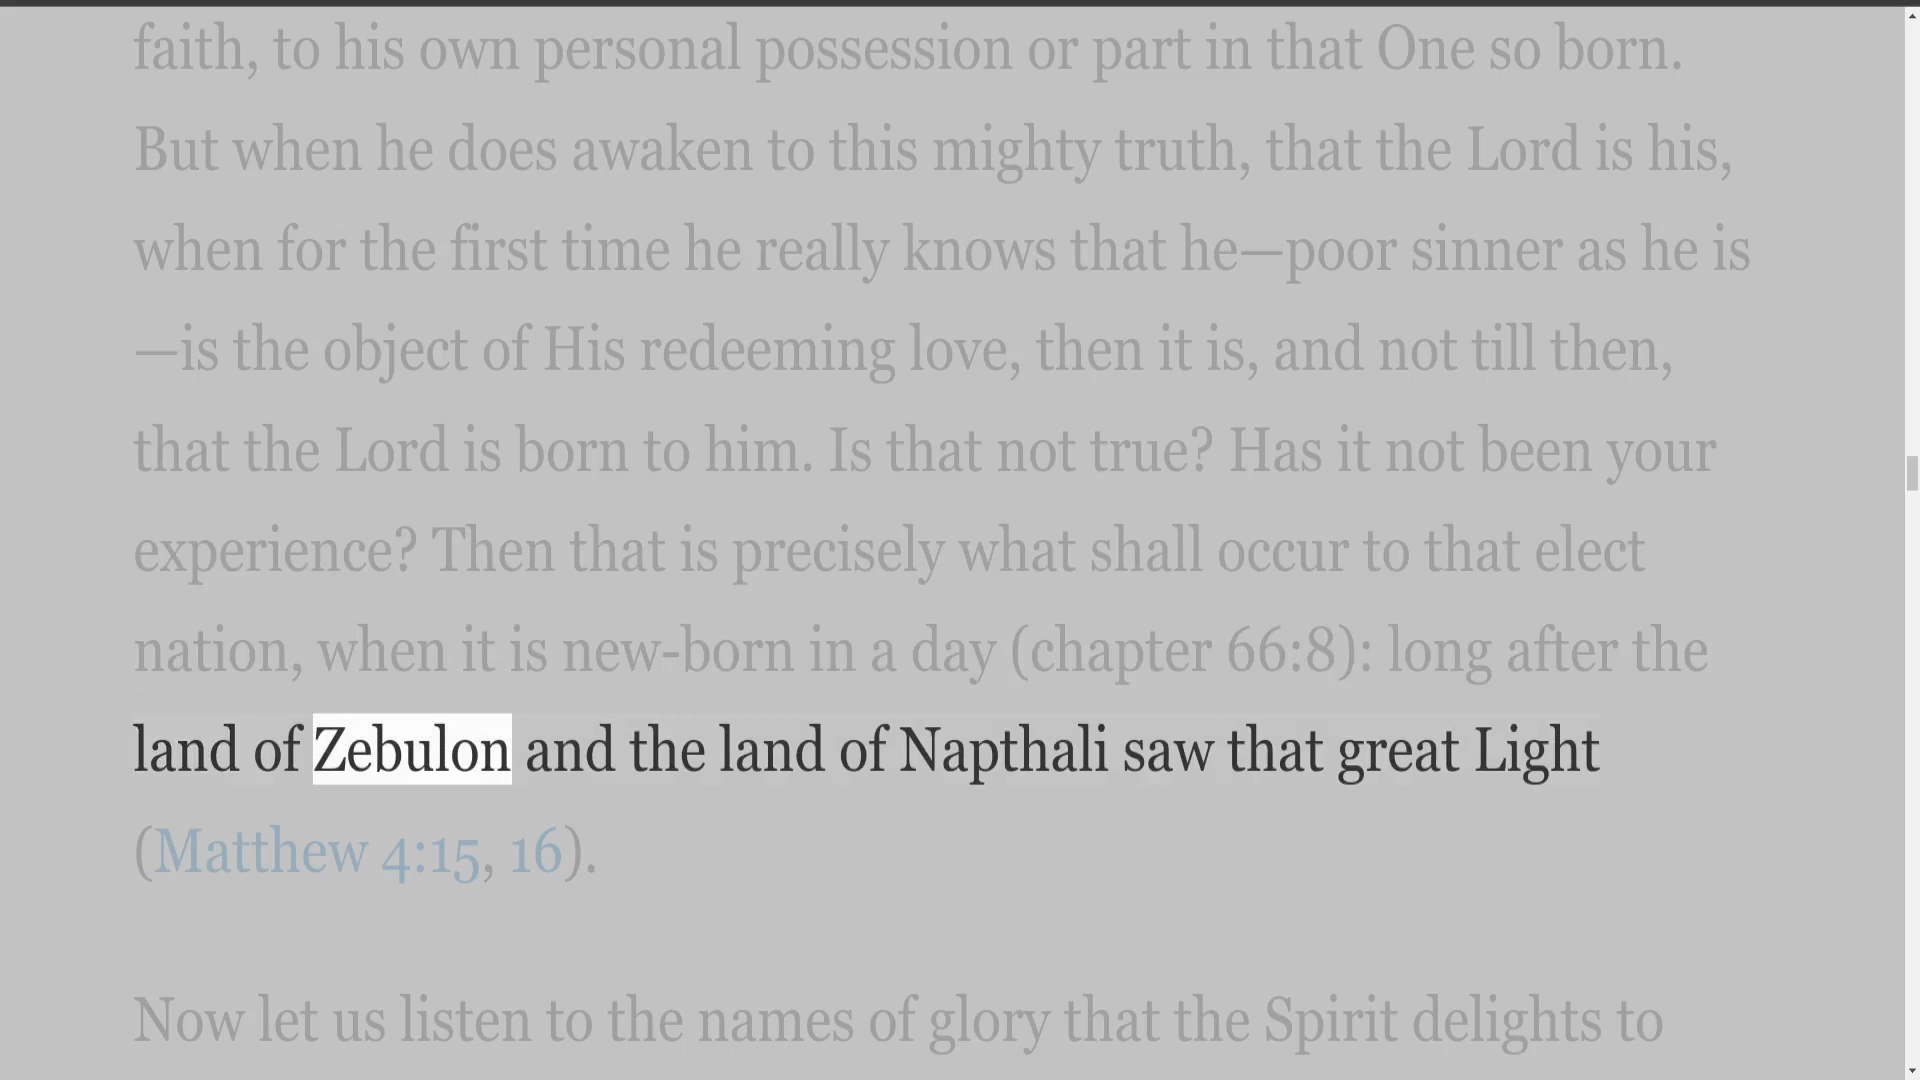 faith, to his own personal possession or part in that One so born.
But when he does awaken to this mighty truth, that the Lord is his,
when for the first time he really knows that he—poor sinner as he is
—is the object of His redeeming love, then it is, and not till then,
that the Lord is born to him. Is that not true? Has it not been your
experience? Then that is precisely what shall occur to that elect
nation, when it is new-born in a day (chapter 66:8): long after the
land of Zebulon and the land of Napthali saw that great Light
(Matthew 4:15, 16).
Now let us listen to the names of glory that the Spirit delights to